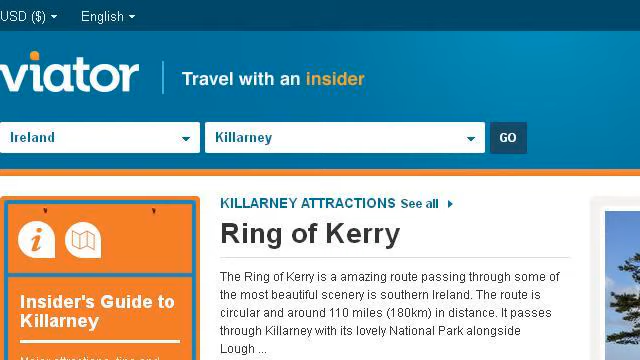 USD ($) English
viator Travel with an insider
Ireland Killarney GO
KILLARNEY ATTRACTIONS See all
Ring of Kerry
The Ring of Kerry is a amazing route passing through some of
the most beautiful scenery is southern Ireland. The route is
circular and around 110 miles (180km) in distance. It passes
through Killarney with its lovely National Park alongside
Lough ...
i
Insider's Guide to
Killarney